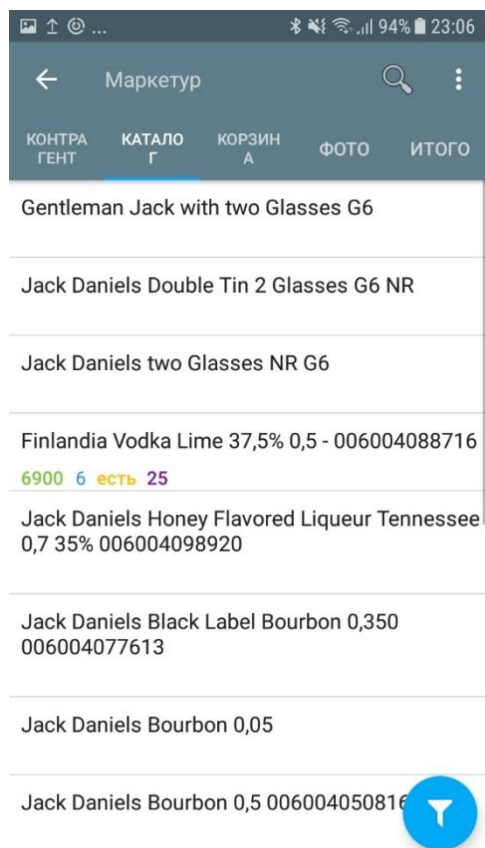 ... 94% 23:06
Маркетур
КОНТРА
ГЕНТ
КАТАЛО
Г
КОРЗИН
А
ФОТО
ИТОГО
Gentleman Jack with two Glasses G6
Jack Daniels Double Tin 2 Glasses G6 NR
Jack Daniels two Glasses NR G6
Finlandia Vodka Lime 37,5% 0,5 - 006004088716
6900 6 есть 25
Jack Daniels Honey Flavored Liqueur Tennessee
0,7 35% 006004098920
Jack Daniels Black Label Bourbon 0,350
006004077613
Jack Daniels Bourbon 0,05
Jack Daniels Bourbon 0,5 006004050816